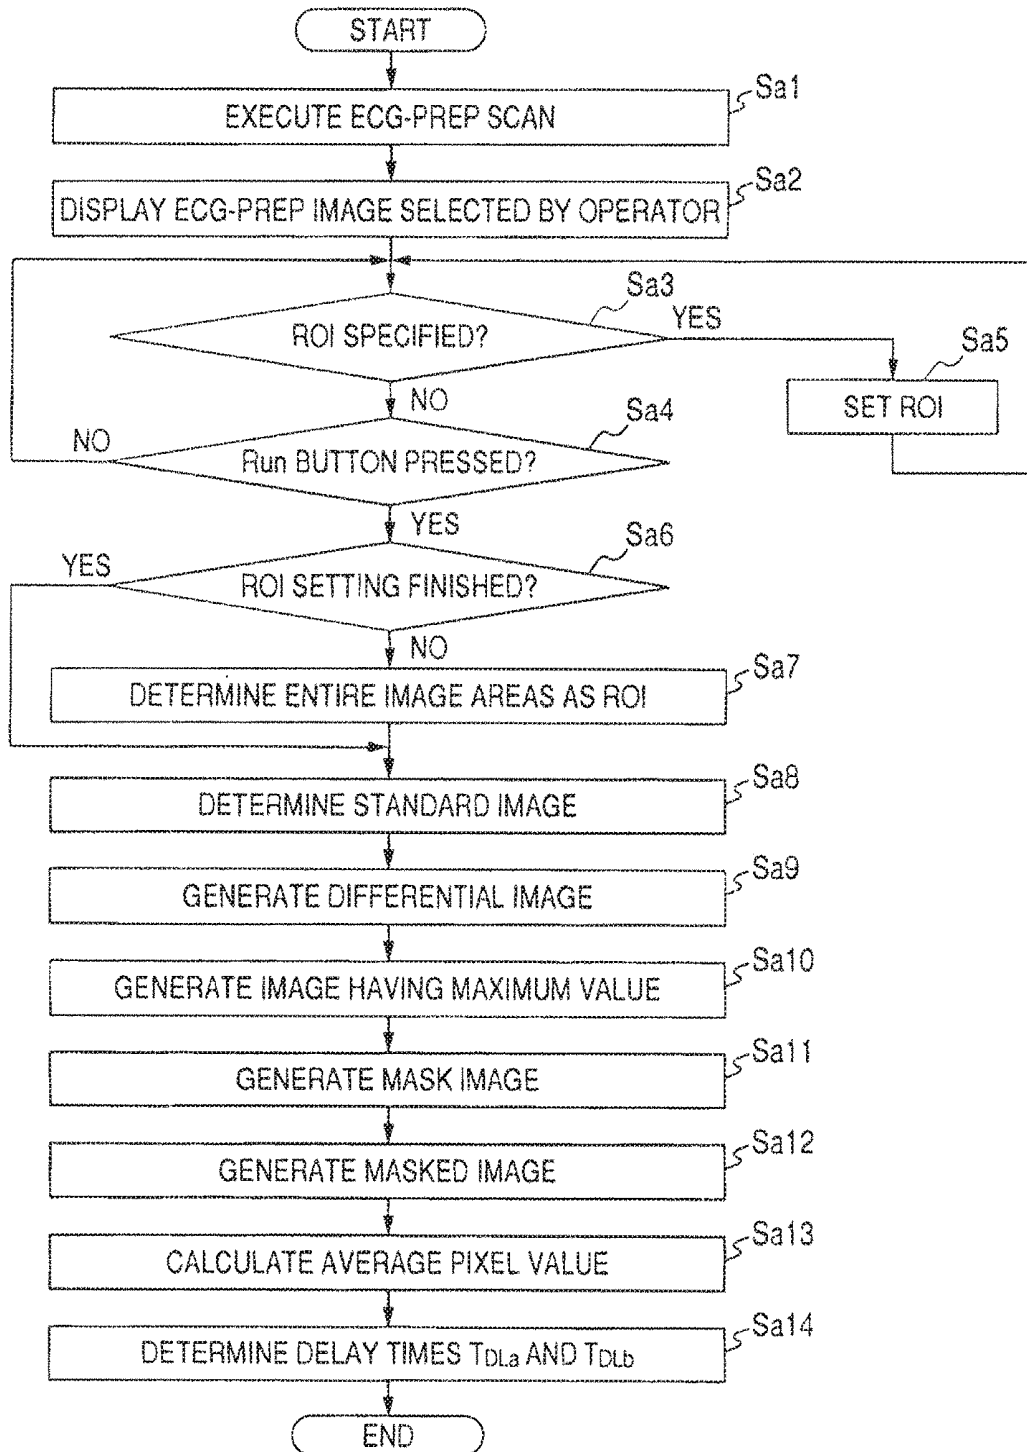 START
Sa1
EXECUTE ECG-PREP SCAN
Sa2
DISPLAY ECG-PREP IMAGE SELECTED BY OPERATOR
Sa3
ROI SPECIFIED?
YES
Sa5
SET ROI
NO
Sa4
NO
Run BUTTON PRESSED?
YES
Sa6
YES
ROI SETTING FINISHED?
NO
Sa7
DETERMINE ENTIRE IMAGE AREAS AS ROI
Sa8
DETERMINE STANDARD IMAGE
Sa9
GENERATE DIFFERENTIAL IMAGE
Sa10
GENERATE IMAGE HAVING MAXIMUM VALUE
Sa11
GENERATE MASK IMAGE
Sa12
GENERATE MASKED IMAGE
Sa13
CALCULATE AVERAGE PIXEL VALUE
Sa14
DETERMINE DELAY TIMES TDLa AND TDLb
END